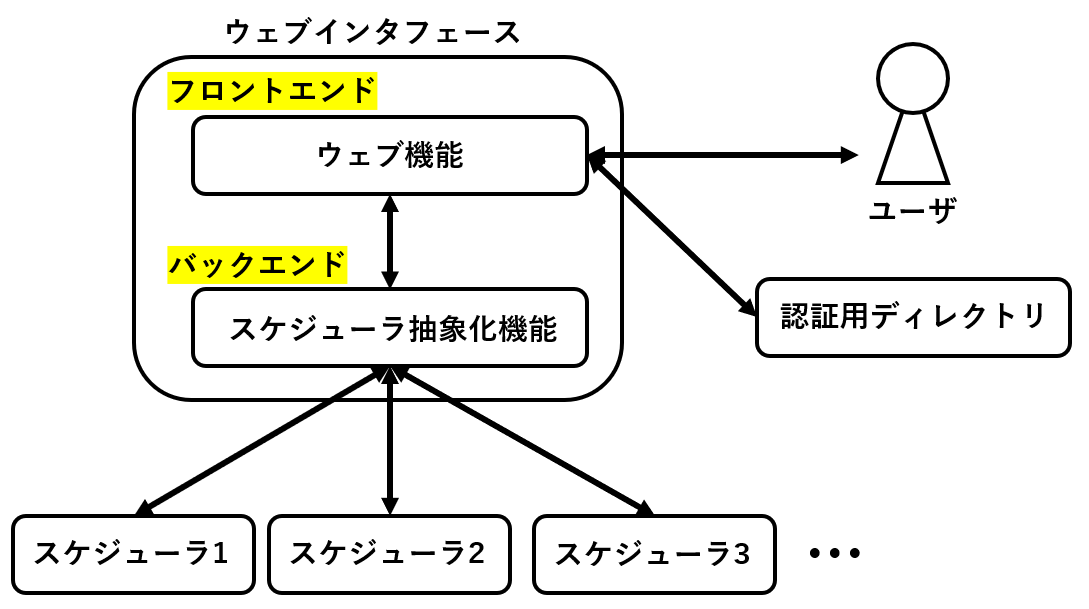 ウェブインタフェース
フロントエンド
ウェブ機能
ユーザ
バックエンド
スケジューラ抽象化機能
認証用ディレクトリ
スケジューラ1
スケジューラ2
スケジューラ3
•••